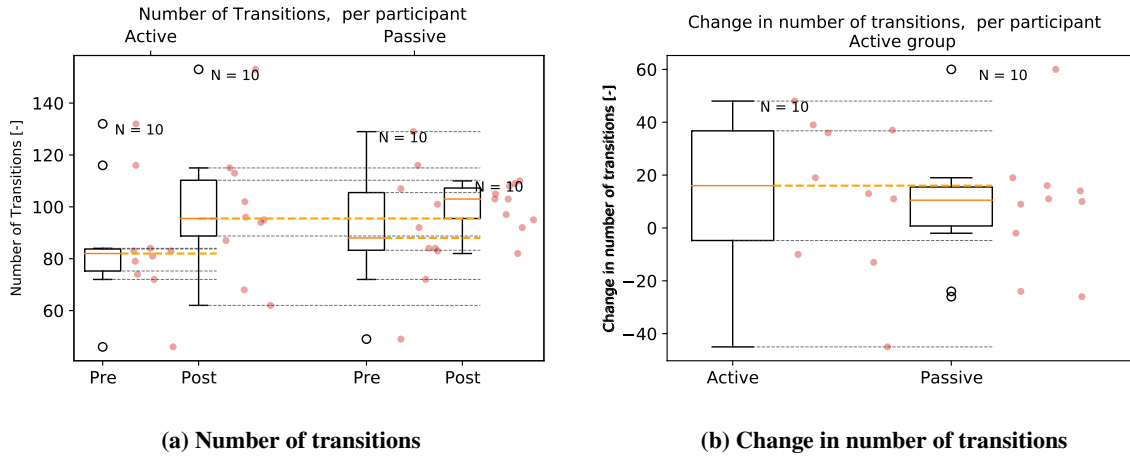 Number of Transitions,  per participant
Active
Passive
Number of Transitions [-]
140
120
100
80
60
N = 10
N = 10
N = 10
N = 10
Pre
Post
Pre
Post
(a) Number of transitions
Change in number of transitions,  per participant
Active group
Change in number of transitions [-]
60
40
20
0
−20
−40
N = 10
N = 10
Active
Passive
(b) Change in number of transitions